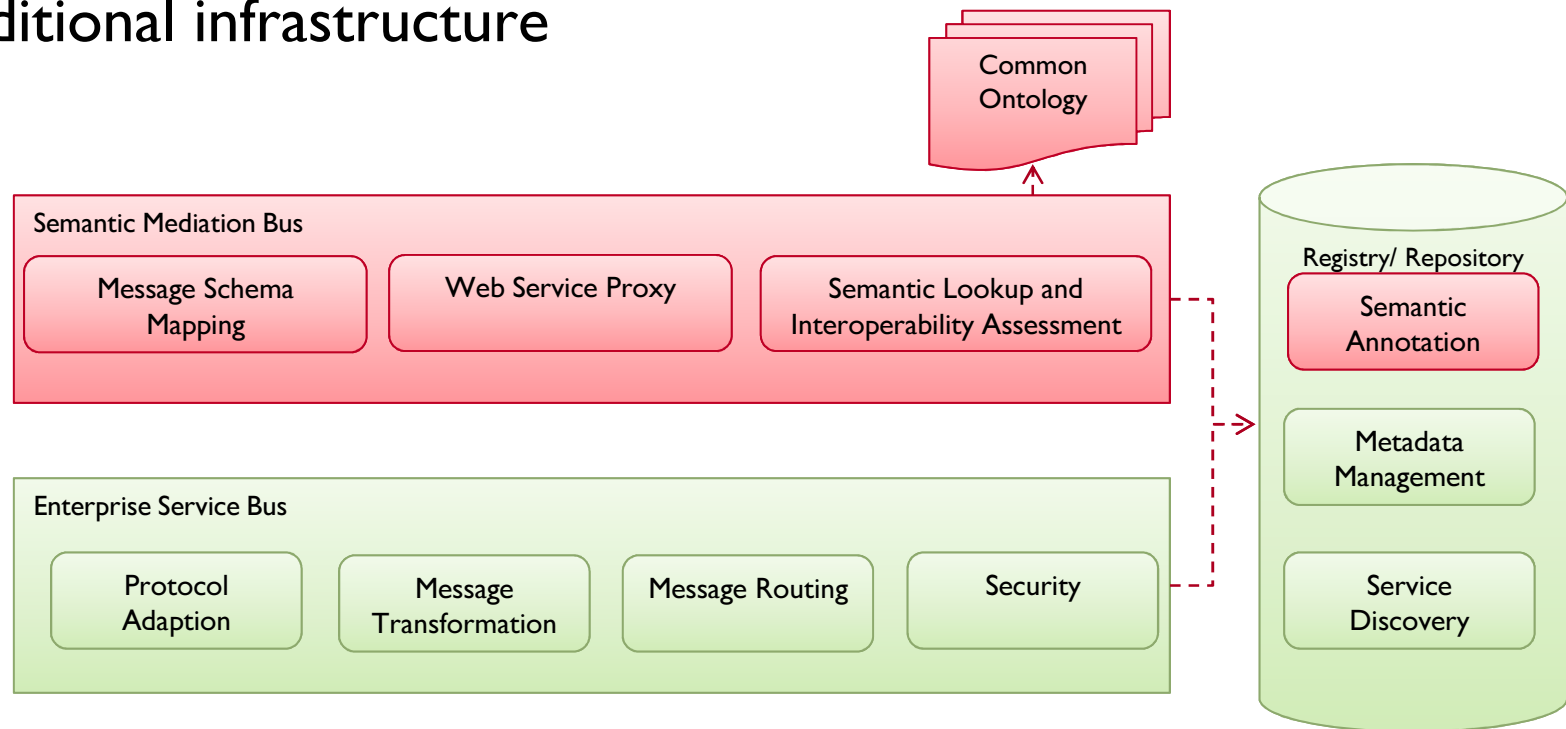 ditional infrastructure
Common
Ontology
Semantic Mediation Bus
Message Schema
Mapping
Web Service Proxy
Semantic Lookup and
Interoperability Assessment
Registry/ Repository
Semantic
Annotation
Metadata
Management
Service
Discovery
Enterprise Service Bus
Protocol
Adaption
Message
Transformation
Message Routing
Security